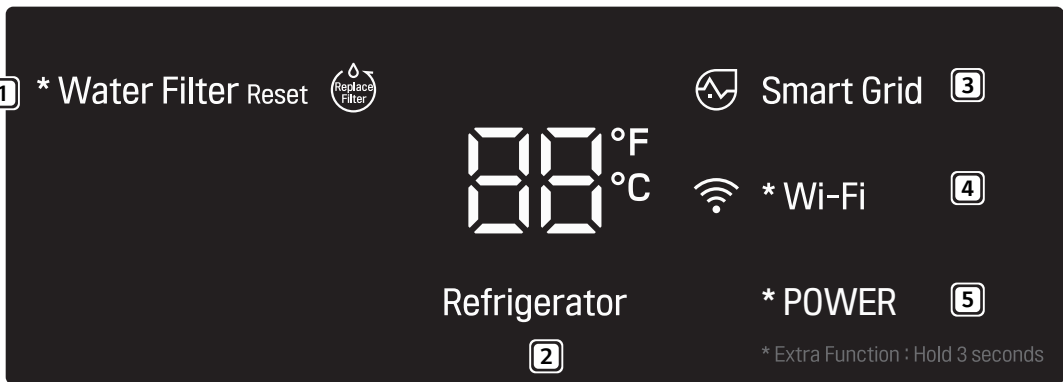 1 * Water Filter Reset Replace Filter
Smart Grid 3
88 °F
°C
* Wi-Fi 4
Refrigerator
2
* POWER 5
* Extra Function : Hold 3 seconds